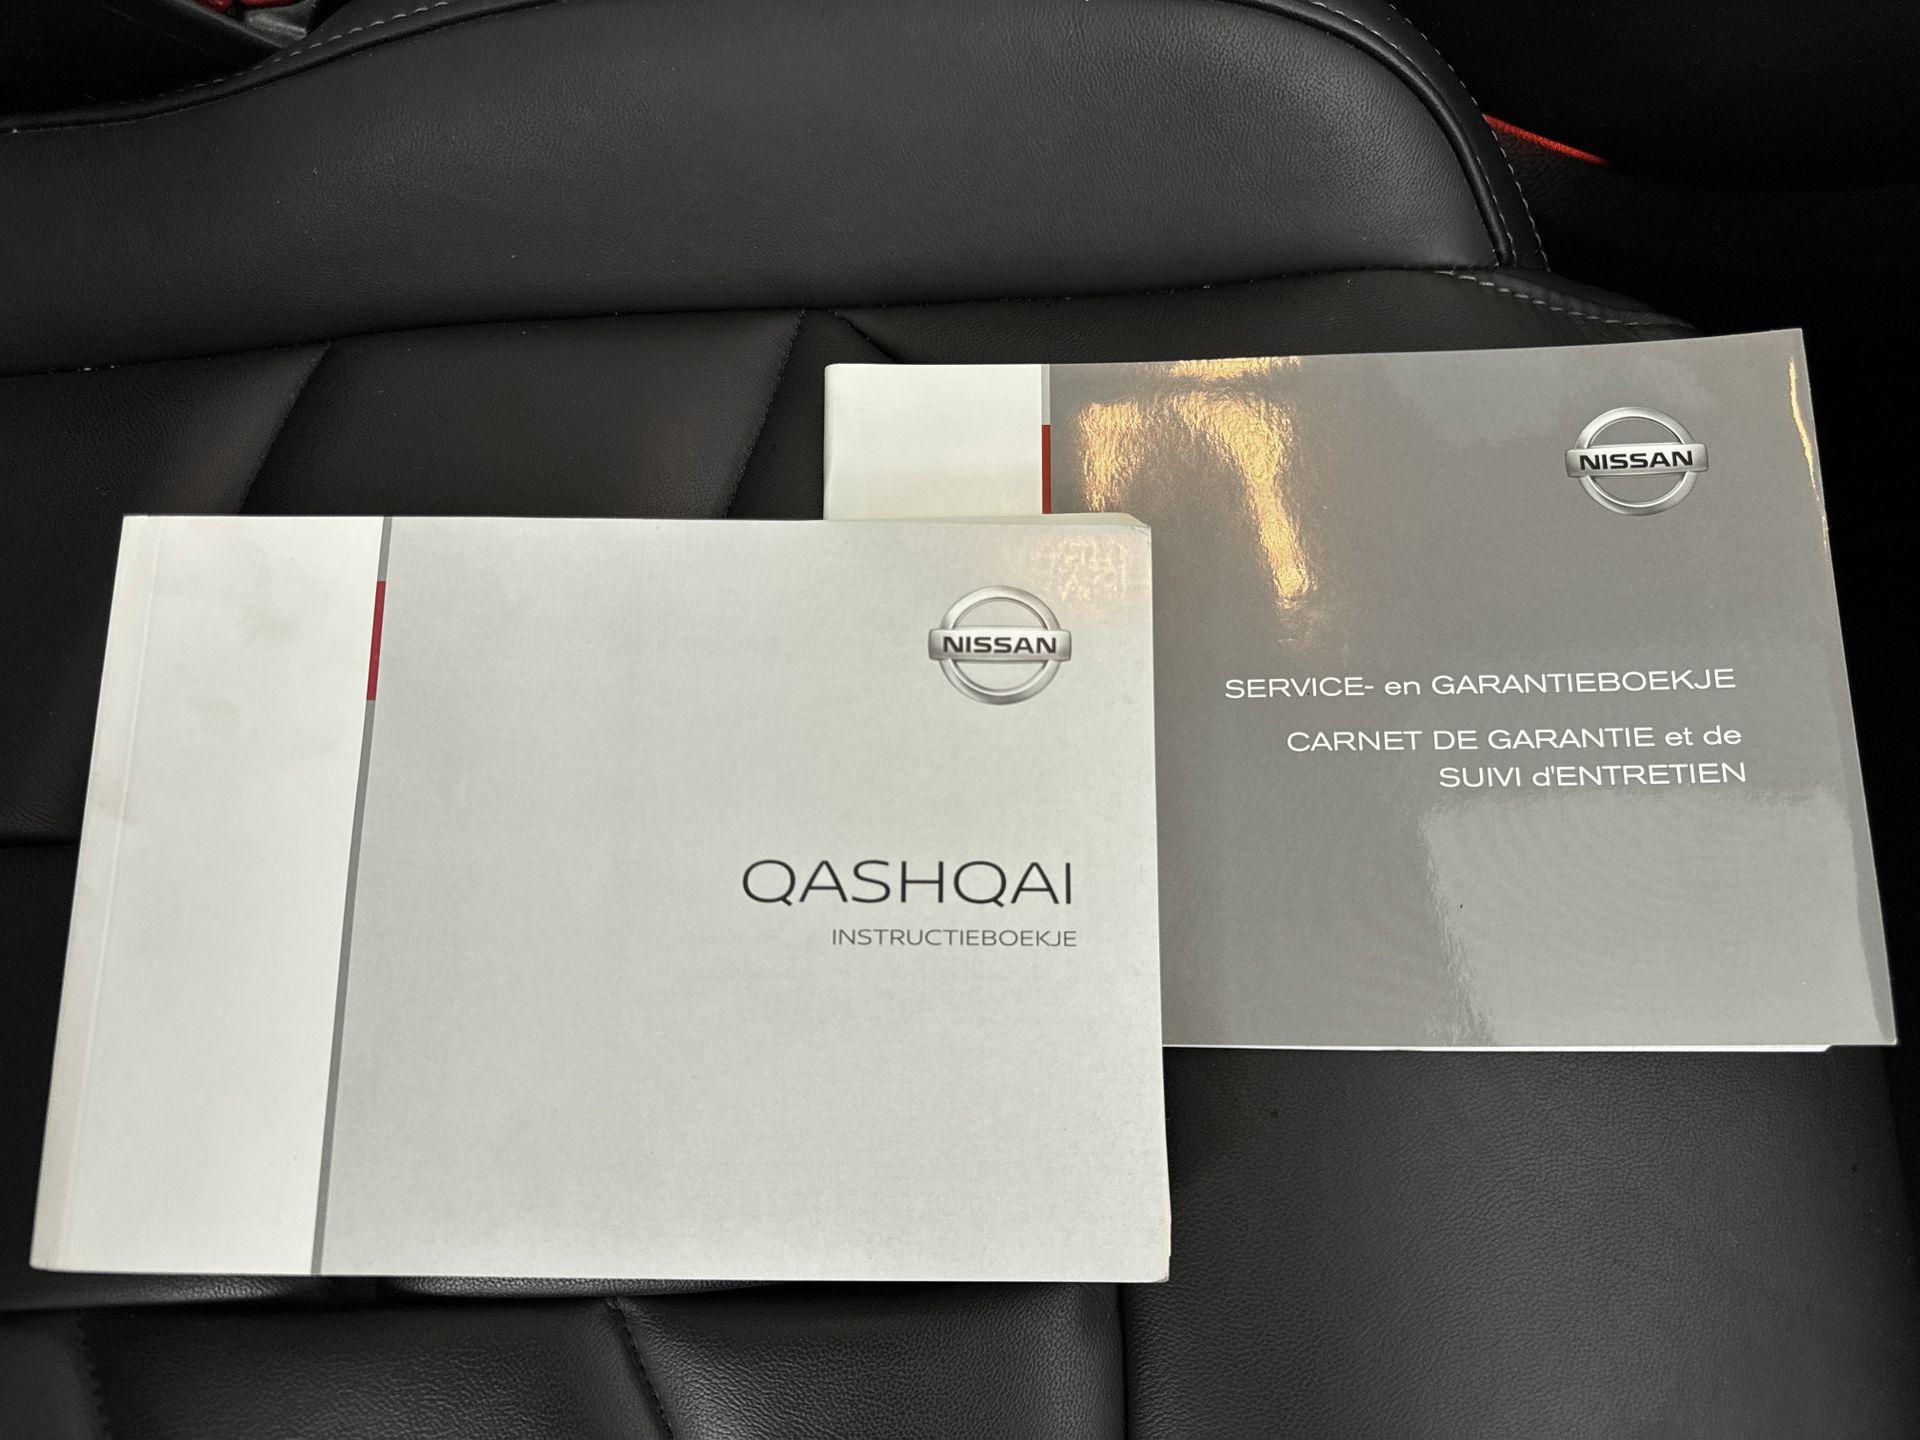 NISSAN
SERVICE- en GARANTIEBOEKJE
CARNET DE GARANTIE et de
SUIVI d'ENTRETIEN
NISSAN
QASHQAI
INSTRUCTIEBOEKJE